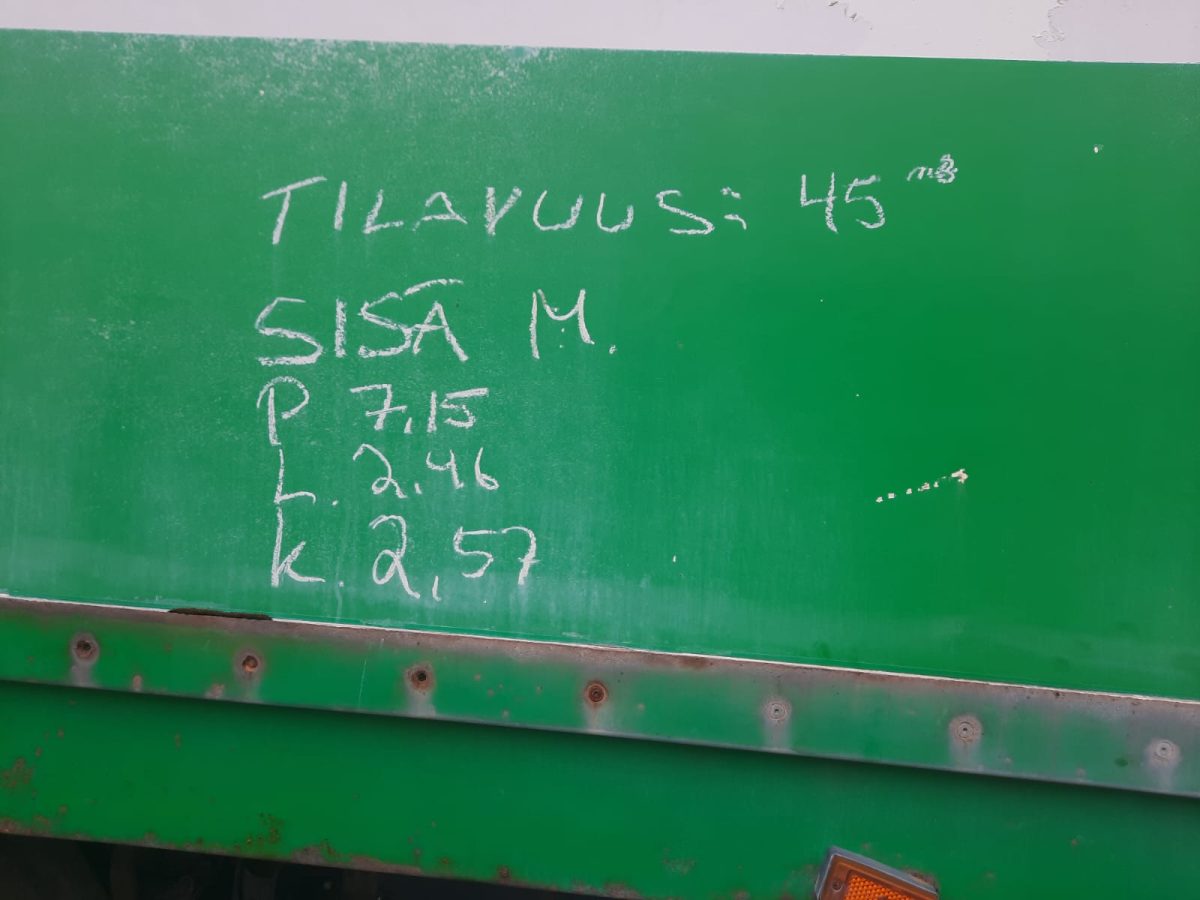 TILAVUUS: 45 m3
SISÄ M.
P 7,15
L. 2,46
K. 2,57